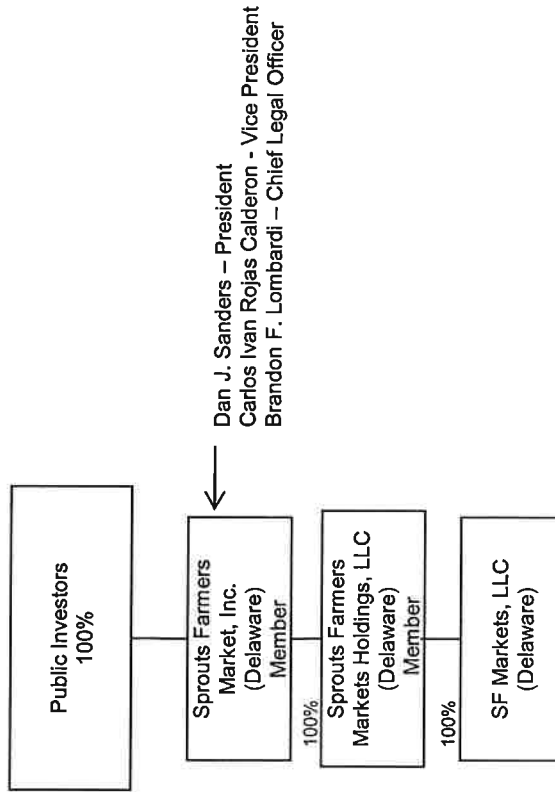 Public Investors
100%
Sprouts Farmers
Market, Inc.
(Delaware)
Member
Dan J. Sanders – President
Carlos Ivan Rojas Calderon - Vice President
Brandon F. Lombardi – Chief Legal Officer
100%
Sprouts Farmers
Markets Holdings, LLC
(Delaware)
Member
100%
SF Markets, LLC
(Delaware)